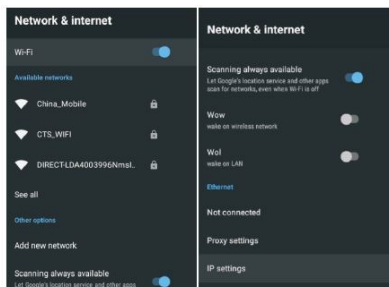 Network & internet
Wi-Fi
Available networks
China_Mobile
CTS_WIFI
DIRECT-LDA4003996Nmsl..
See all
Other options
Add new network
Scanning always available
Let Google's location service and other apps
Network & internet
Scanning always available
Let Google's location service and other apps
scan for networks, even when Wi-Fi is off
Wow
wake on wireless network
Wol
wake on LAN
Ethernet
Not connected
Proxy settings
IP settings